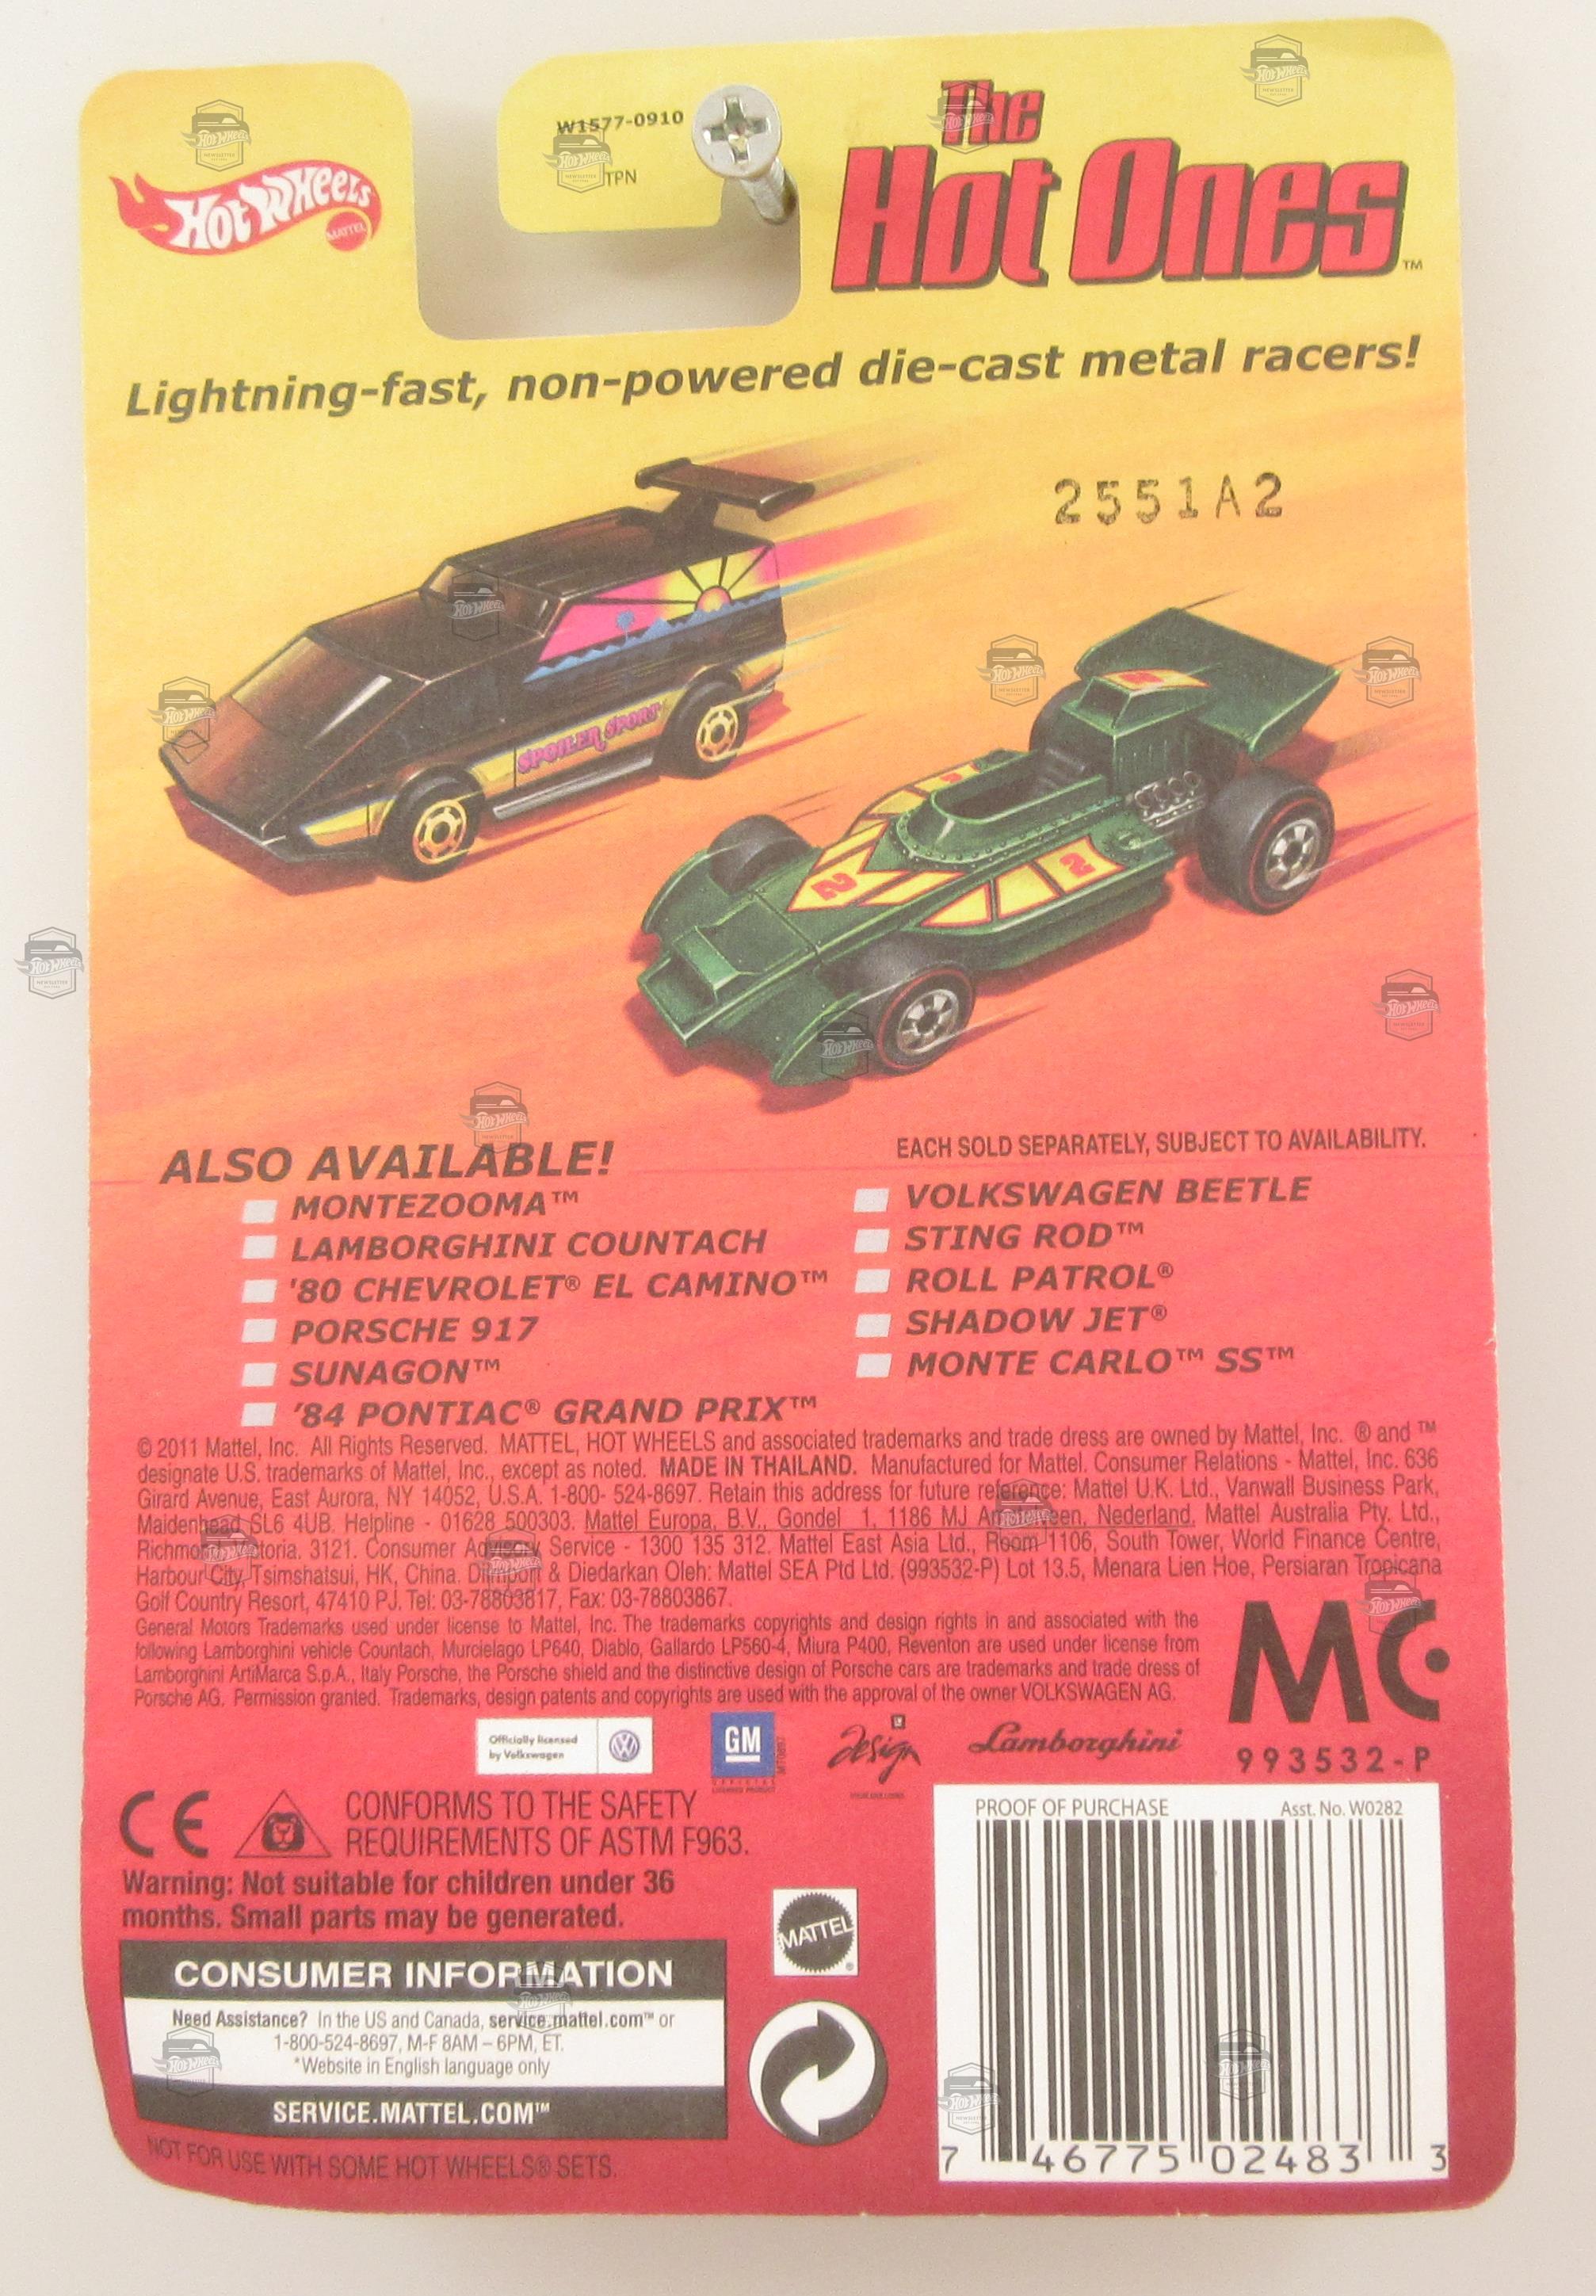 W1577-0910
TPN
HOT WHEELS
MATTEL
The
Hot Ones™
Lightning-fast, non-powered die-cast metal racers!
2551A2
SPOILER SPORT
2
2
2
2
ALSO AVAILABLE!
EACH SOLD SEPARATELY, SUBJECT TO AVAILABILITY.
MONTEZOOMA™
LAMBORGHINI COUNTACH
'80 CHEVROLET® EL CAMINO™
PORSCHE 917
SUNAGON™
'84 PONTIAC® GRAND PRIX™
VOLKSWAGEN BEETLE
STING ROD™
ROLL PATROL®
SHADOW JET®
MONTE CARLO™ SS™
© 2011 Mattel, Inc. All Rights Reserved. MATTEL, HOT WHEELS and associated trademarks and trade dress are owned by Mattel, Inc. ® and ™
designate U.S. trademarks of Mattel, Inc., except as noted. MADE IN THAILAND. Manufactured for Mattel. Consumer Relations - Mattel, Inc. 636
Girard Avenue, East Aurora, NY 14052, U.S.A. 1-800- 524-8697. Retain this address for future reference: Mattel U.K. Ltd., Vanwall Business Park,
Maidenhead SL6 4UB. Helpline - 01628 500303. Mattel Europa, B.V., Gondel 1, 1186 MJ Amstelveen, Nederland. Mattel Australia Pty. Ltd.,
Richmond, Victoria. 3121. Consumer Advisory Service - 1300 135 312. Mattel East Asia Ltd., Room 1106, South Tower, World Finance Centre,
Harbour City, Tsimshatsui, HK, China. Diimport & Diedarkan Oleh: Mattel SEA Ptd Ltd. (993532-P) Lot 13.5, Menara Lien Hoe, Persiaran Tropicana
Golf Country Resort, 47410 PJ. Tel: 03-78803817, Fax: 03-78803867.
General Motors Trademarks used under license to Mattel, Inc. The trademarks copyrights and design rights in and associated with the
following Lamborghini vehicle Countach, Murcielago LP640, Diablo, Gallardo LP560-4, Miura P400, Reventon are used under license from
Lamborghini ArtiMarca S.p.A., Italy Porsche, the Porsche shield and the distinctive design of Porsche cars are trademarks and trade dress of
Porsche AG. Permission granted. Trademarks, design patents and copyrights are used with the approval of the owner VOLKSWAGEN AG.
MC
993532-P
Officially licensed
by Volkswagen
GM
Design
Lamborghini
CE
CONFORMS TO THE SAFETY
REQUIREMENTS OF ASTM F963.
Warning: Not suitable for children under 36
months. Small parts may be generated.
MATTEL®
CONSUMER INFORMATION
Need Assistance? In the US and Canada, service.mattel.com™ or
1-800-524-8697, M-F 8AM – 6PM, ET.
*Website in English language only
SERVICE.MATTEL.COM™
NOT FOR USE WITH SOME HOT WHEELS® SETS.
PROOF OF PURCHASE
Asst. No. W0282
7 46775 02483 3